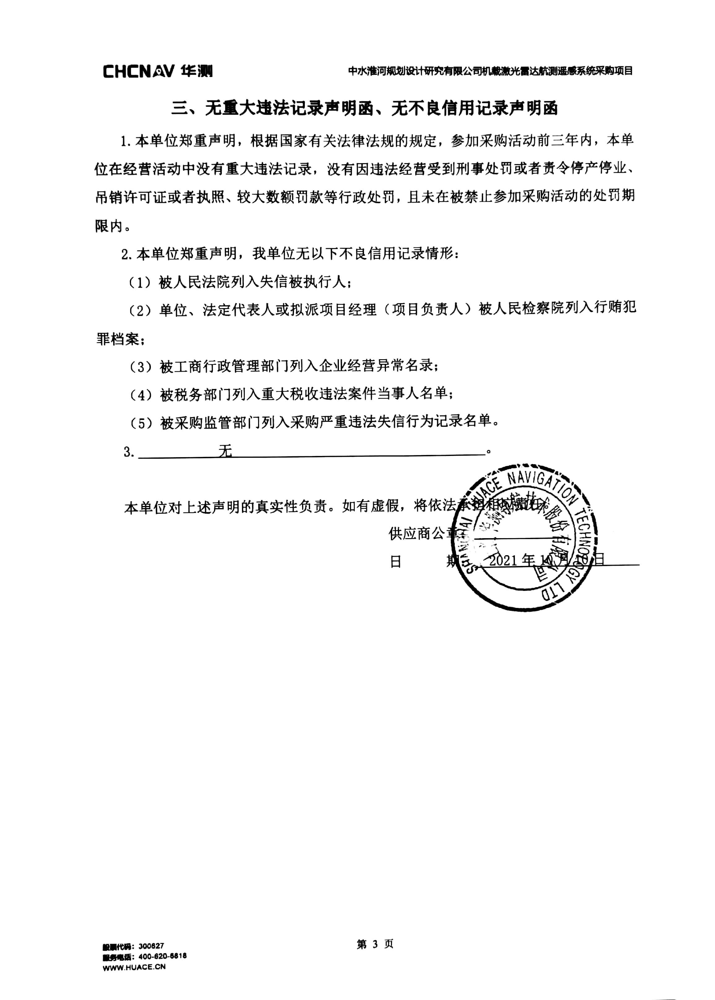 CHCNAV 华测
中水淮河规划设计研究有限公司机载激光雷达航测遥感系统采购项目
三、无重大违法记录声明函、无不良信用记录声明函
1. 本单位郑重声明，根据国家有关法律法规的规定，参加采购活动前三年内，本单
位在经营活动中没有重大违法记录，没有因违法经营受到刑事处罚或者责令停产停业、
吊销许可证或者执照、较大数额罚款等行政处罚，且未在被禁止参加采购活动的处罚期
限内。
2. 本单位郑重声明，我单位无以下不良信用记录情形：
（1）被人民法院列入失信被执行人；
（2）单位、法定代表人或拟派项目经理（项目负责人）被人民检察院列入行贿犯
罪档案；
（3）被工商行政管理部门列入企业经营异常名录；
（4）被税务部门列入重大税收违法案件当事人名单；
（5）被采购监管部门列入采购严重违法失信行为记录名单。
3. 无 。
本单位对上述声明的真实性负责。如有虚假，将依法承担相应责任。
供应商公章
日 期 2021 年 10 月 日
SHANGHAI HUACE NAVIGATION TECHNOLOGY LTD
测导航技术股份有限公司
股票代码：300627
服务电话：400-620-6818
WWW.HUACE.CN
第 3 页